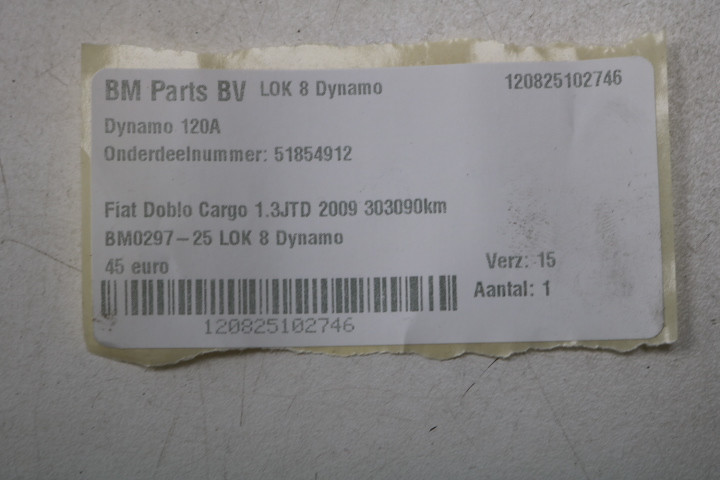 BM Parts BV LOK 8 Dynamo 120825102746
Dynamo 120A
Onderdeelnummer: 51854912
Fiat Doblo Cargo 1.3JTD 2009 303090km
BM0297-25 LOK 8 Dynamo
45 euro Verz: 15
Aantal: 1
120825102746